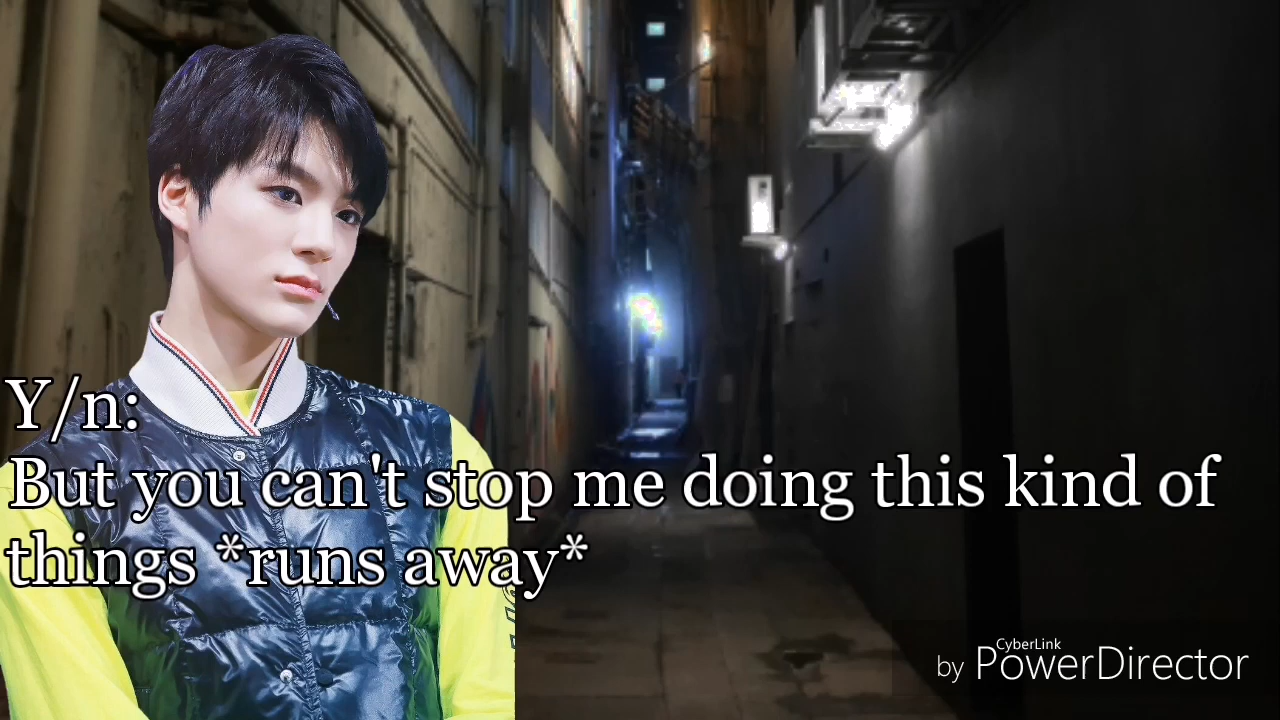 Y/n:
But you can't stop me doing this kind of
things *runs away*
CyberLink
by PowerDirector